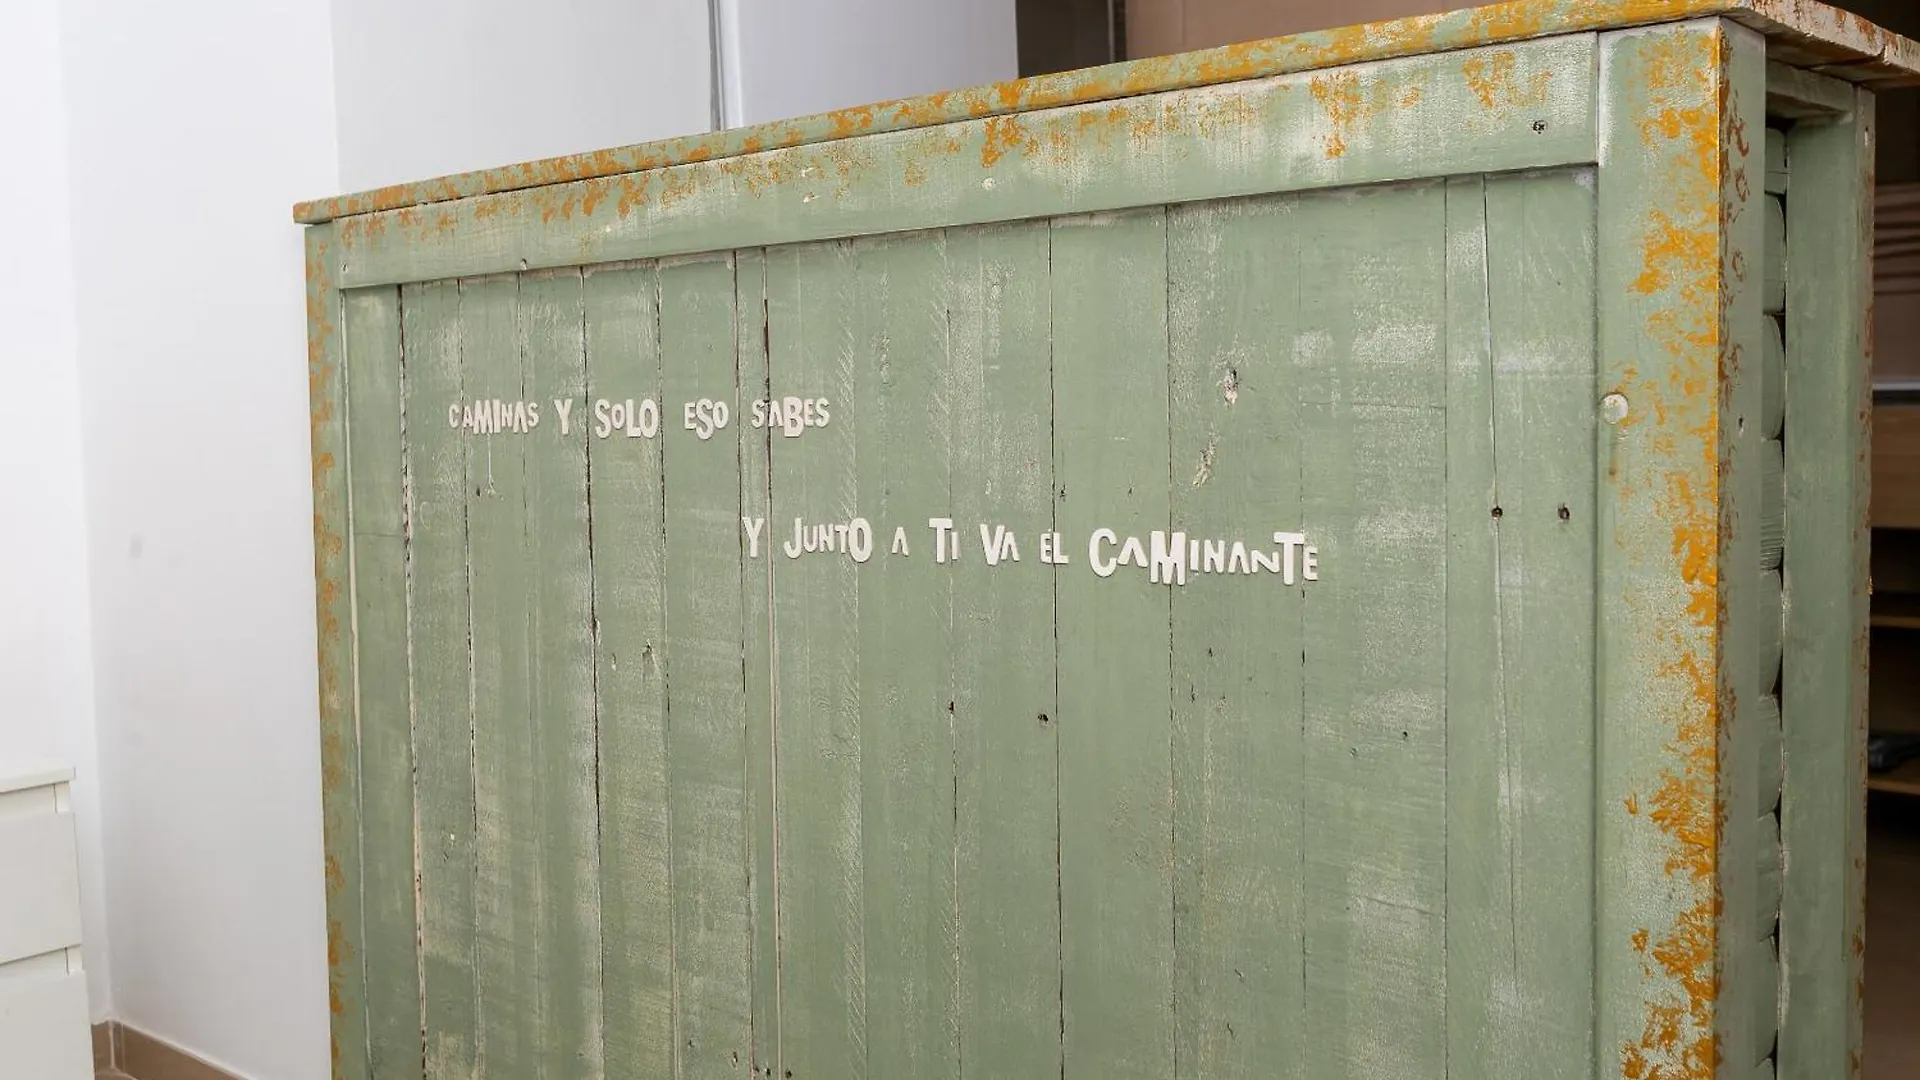 CAMINAS Y SOLO ESO SABES
Y JUNTO A TI VA EL CAMINANTE